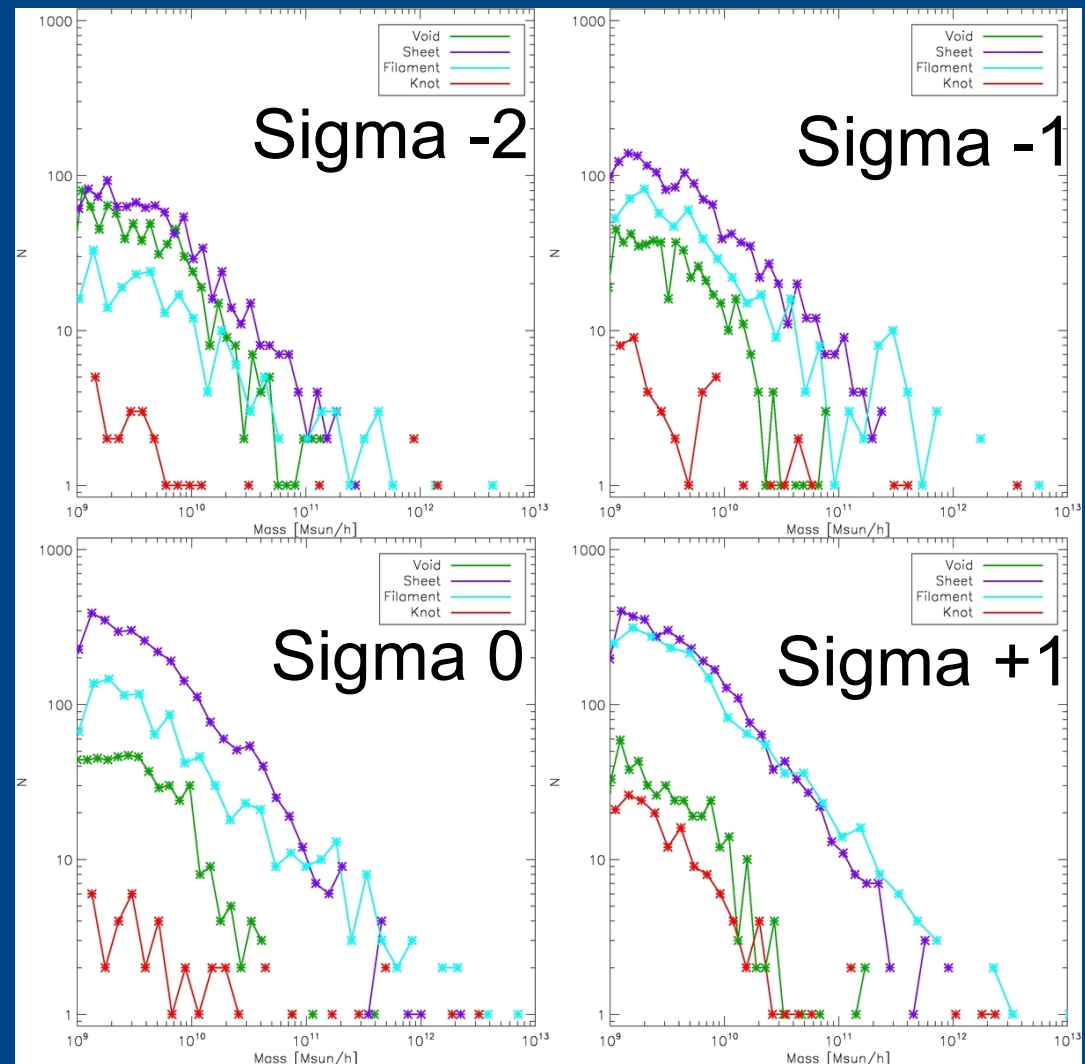 1000
100
10
1
N
Void
Sheet
Filament
Knot
Sigma -2
10⁹ 10¹⁰ 10¹¹ 10¹² 10¹³
Mass [Msun/h]
1000
100
10
1
N
Void
Sheet
Filament
Knot
Sigma -1
10⁹ 10¹⁰ 10¹¹ 10¹² 10¹³
Mass [Msun/h]
1000
100
10
1
N
Void
Sheet
Filament
Knot
Sigma 0
10⁹ 10¹⁰ 10¹¹ 10¹² 10¹³
Mass [Msun/h]
1000
100
10
1
N
Void
Sheet
Filament
Knot
Sigma +1
10⁹ 10¹⁰ 10¹¹ 10¹² 10¹³
Mass [Msun/h]